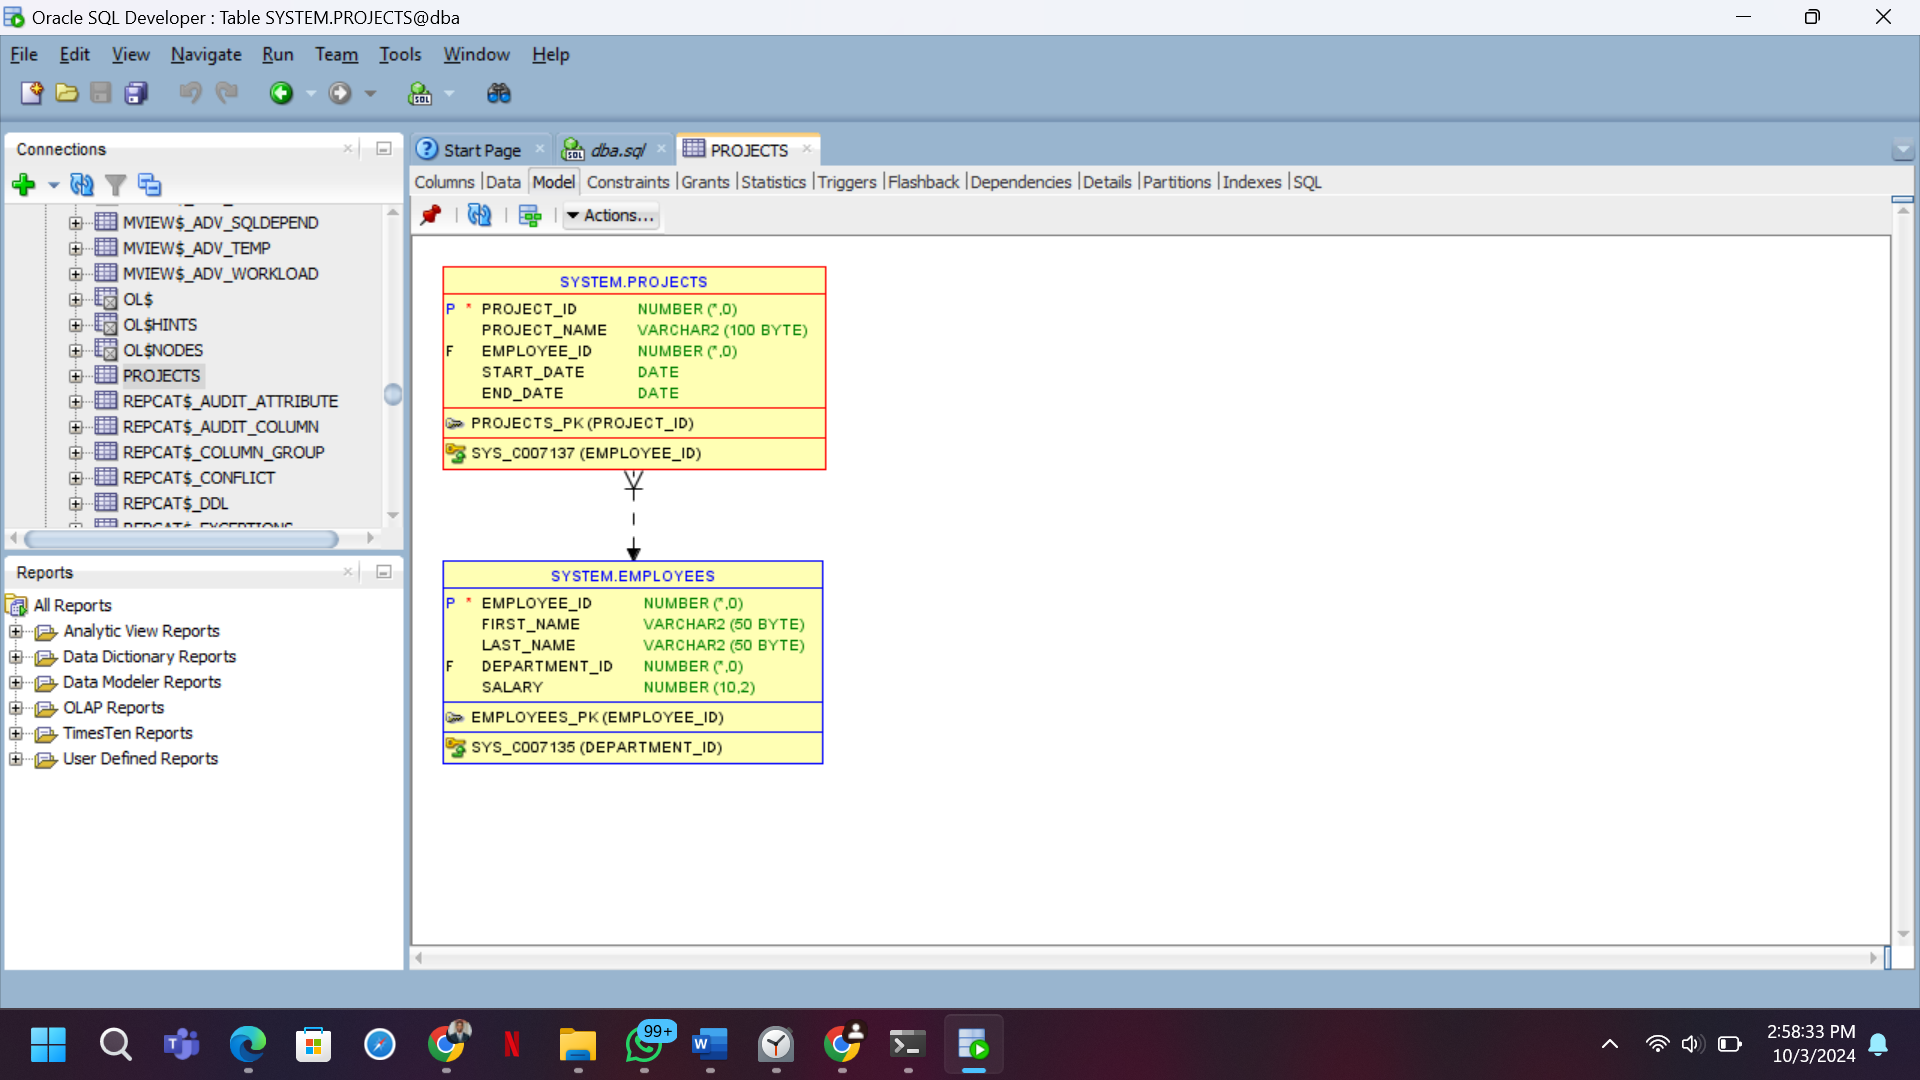 Oracle SQL Developer : Table SYSTEM.PROJECTS@dba
File Edit View Navigate Run Team Tools Window Help
SQL
Connections
MVIEW$_ADV_SQLDEPEND
MVIEW$_ADV_TEMP
MVIEW$_ADV_WORKLOAD
OL$
OL$HINTS
OL$NODES
PROJECTS
REPCAT$_AUDIT_ATTRIBUTE
REPCAT$_AUDIT_COLUMN
REPCAT$_COLUMN_GROUP
REPCAT$_CONFLICT
REPCAT$_DDL
REPCAT$_EXCEPTIONS
Reports
All Reports
Analytic View Reports
Data Dictionary Reports
Data Modeler Reports
OLAP Reports
TimesTen Reports
User Defined Reports
Start Page dba.sql PROJECTS
Columns Data Model Constraints Grants Statistics Triggers Flashback Dependencies Details Partitions Indexes SQL
Actions...
SYSTEM.PROJECTS
P * PROJECT_ID NUMBER (*,0)
PROJECT_NAME VARCHAR2 (100 BYTE)
F EMPLOYEE_ID NUMBER (*,0)
START_DATE DATE
END_DATE DATE
PROJECTS_PK (PROJECT_ID)
SYS_C007137 (EMPLOYEE_ID)
SYSTEM.EMPLOYEES
P * EMPLOYEE_ID NUMBER (*,0)
FIRST_NAME VARCHAR2 (50 BYTE)
LAST_NAME VARCHAR2 (50 BYTE)
F DEPARTMENT_ID NUMBER (*,0)
SALARY NUMBER (10,2)
EMPLOYEES_PK (EMPLOYEE_ID)
SYS_C007135 (DEPARTMENT_ID)
99+
2:58:33 PM
10/3/2024